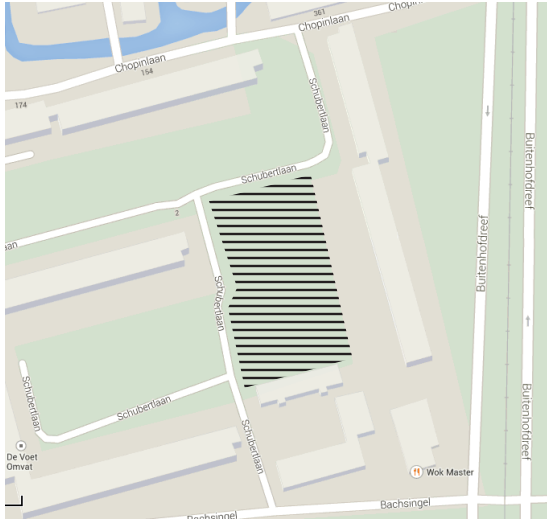 361
Chopinlaan
Chopinlaan
154
174
Schubertlaan
Schubertlaan
2
Buitenhofdreef
Buitenhofdreef
Schubertlaan
Schubertlaan
Schubertlaan
Buitenhofdreef
Schubertlaan
De Voet
Omvat
Wok Master
Bachsingel
Bachsingel